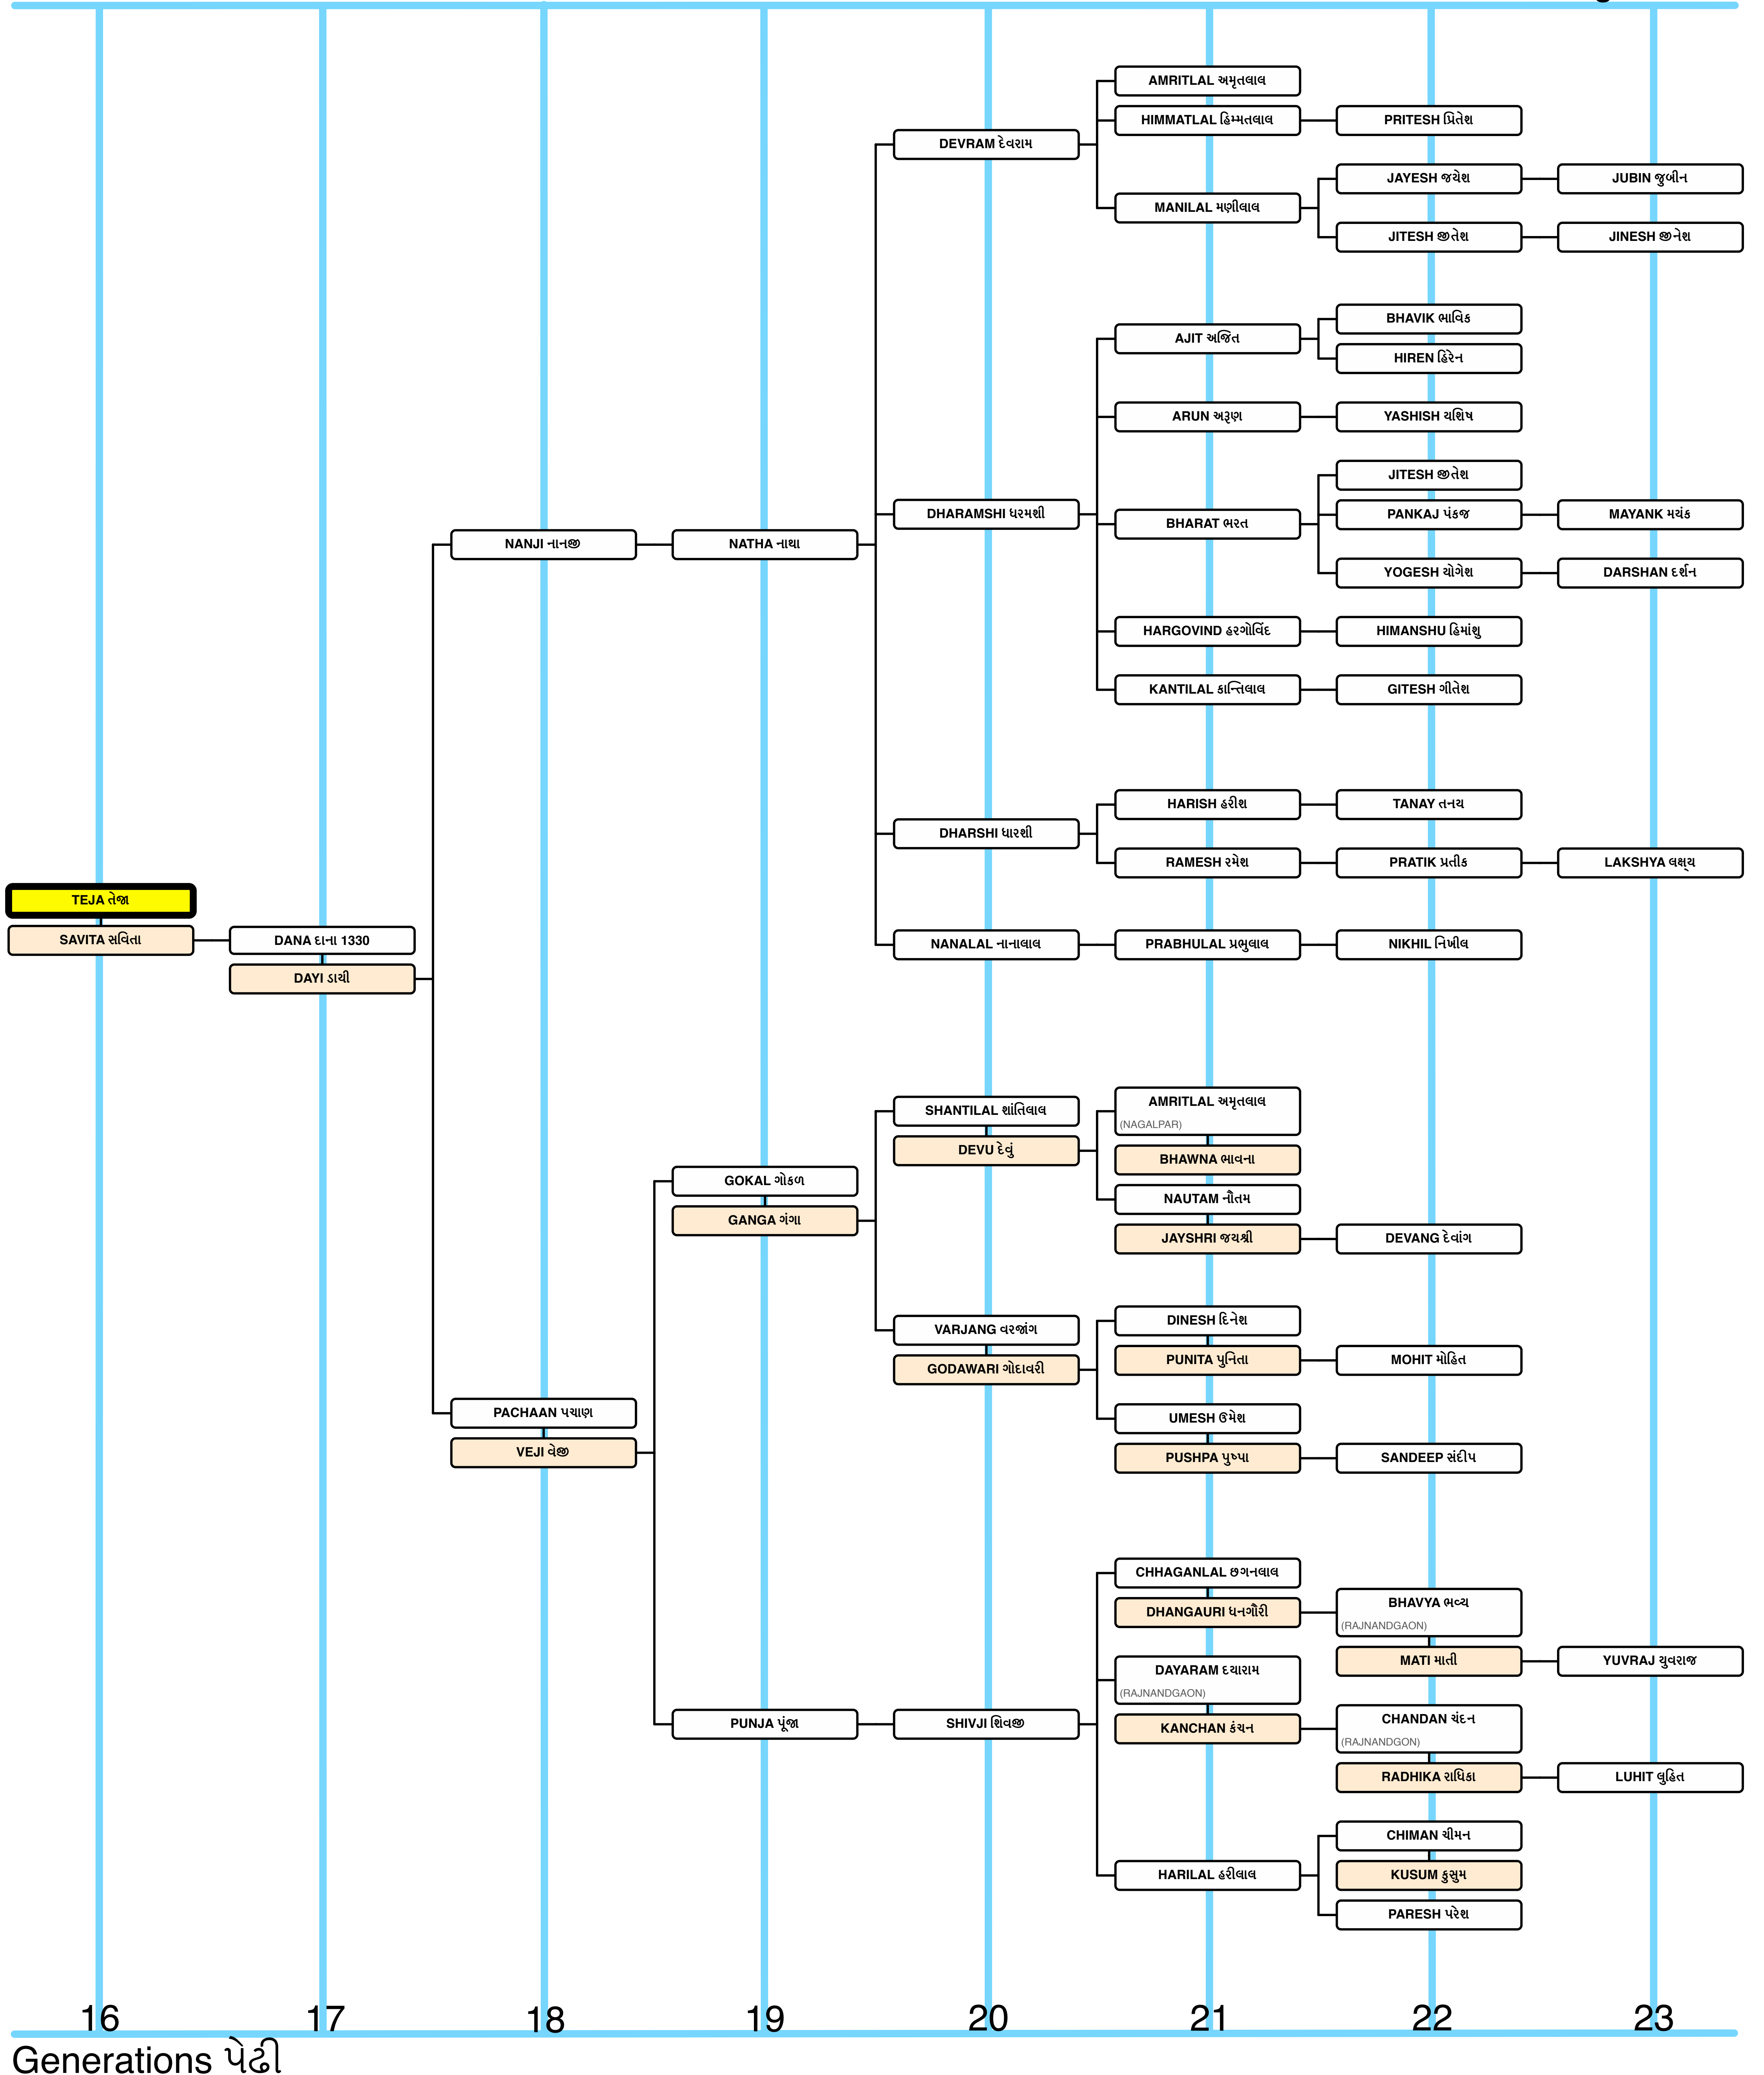 AMRITLAL અમૃતલાલ
HIMMATLAL હિમ્મતલાલ
PRITESH પ્રિતેશ
DEVRAM દેવરામ
JAYESH જયેશ
JUBIN જુબીન
MANILAL મણીલાલ
JITESH જીતેશ
JINESH જીનેશ
BHAVIK ભાવિક
AJIT અજિત
HIREN હિરેન
ARUN અરૂણ
YASHISH યશિષ
JITESH જીતેશ
DHARAMSHI ધરમશી
BHARAT ભરત
PANKAJ પંકજ
MAYANK મયંક
NANJI નાનજી
NATHA નાથા
YOGESH યોગેશ
DARSHAN દર્શન
HARGOVIND હરગોવિંદ
HIMANSHU હિમાંશુ
KANTILAL કાન્તિલાલ
GITESH ગીતેશ
HARISH હરીશ
TANAY તનય
DHARSHI ધારશી
RAMESH રમેશ
PRATIK પ્રતીક
LAKSHYA લક્ષ્ય
TEJA તેજા
SAVITA સવિતા
DANA દાના 1330
DAYI ડાયી
NANALAL નાનાલાલ
PRABHULAL પ્રભુલાલ
NIKHIL નિખીલ
SHANTILAL શાંતિલાલ
DEVU દેવું
AMRITLAL અમૃતલાલ
(NAGALPAR)
BHAWNA ભાવના
GOKAL ગોકળ
GANGA ગંગા
NAUTAM નૌતમ
JAYSHRI જયશ્રી
DEVANG દેવાંગ
VARJANG વરજાંગ
GODAWARI ગોદાવરી
DINESH દિનેશ
PUNITA પુનિતા
MOHIT મોહિત
PACHAAN પચાણ
VEJI વેજી
UMESH ઉમેશ
PUSHPA પુષ્પા
SANDEEP સંદીપ
CHHAGANLAL છગનલાલ
DHANGAURI ધનગૌરી
BHAVYA ભવ્ય
(RAJNANDGAON)
MATI માતી
YUVRAJ યુવરાજ
DAYARAM દયારામ
(RAJNANDGAON)
KANCHAN કંચન
PUNJA પૂંજા
SHIVJI શિવજી
CHANDAN ચંદન
(RAJNANDGON)
RADHIKA રાધિકા
LUHIT લુહિત
CHIMAN ચીમન
HARILAL હરીલાલ
KUSUM કુસુમ
PARESH પરેશ
16 17 18 19 20 21 22 23
Generations પેઢી